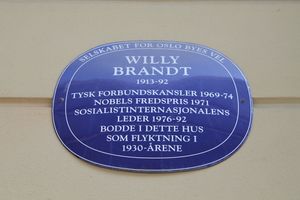 SELSKABET FOR OSLO BYES VEL
WILLY
BRANDT
1913-92
TYSK FORBUNDSKANSLER 1969-74
NOBELS FREDSPRIS 1971
SOSIALISTINTERNASJONALENS
LEDER 1976-92
BODDE I DETTE HUS
SOM FLYKTNING I
1930-ÅRENE